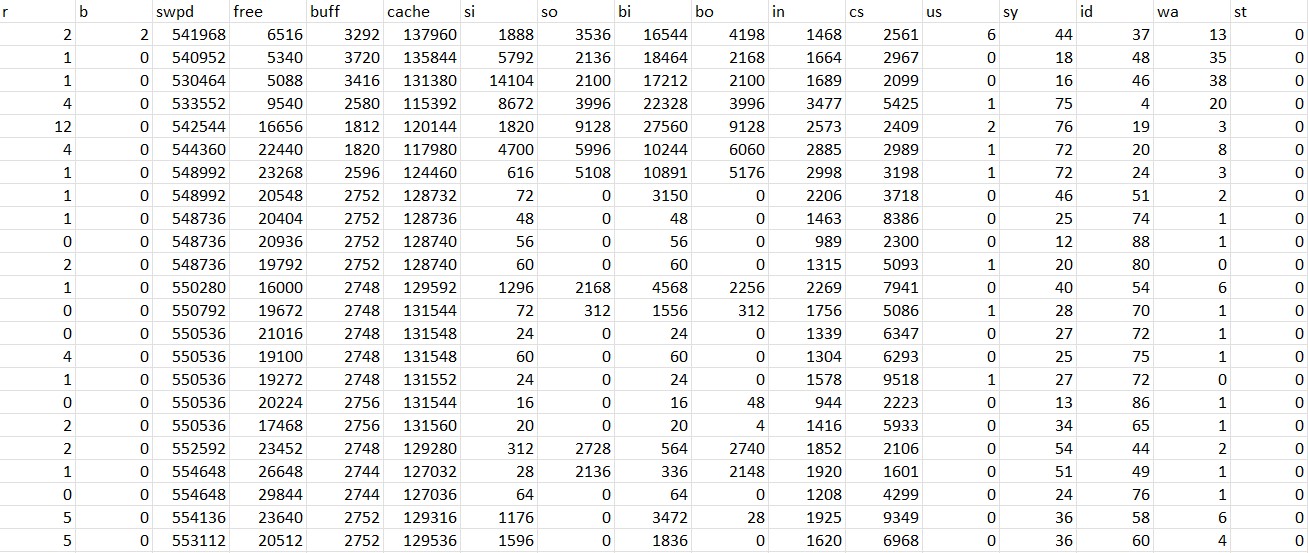 r b swpd free buff cache si so bi bo in cs us sy id wa st
2 2 541968 6516 3292 137960 1888 3536 16544 4198 1468 2561 6 44 37 13 0
1 0 540952 5340 3720 135844 5792 2136 18464 2168 1664 2967 0 18 48 35 0
1 0 530464 5088 3416 131380 14104 2100 17212 2100 1689 2099 0 16 46 38 0
4 0 533552 9540 2580 115392 8672 3996 22328 3996 3477 5425 1 75 4 20 0
12 0 542544 16656 1812 120144 1820 9128 27560 9128 2573 2409 2 76 19 3 0
4 0 544360 22440 1820 117980 4700 5996 10244 6060 2885 2989 1 72 20 8 0
1 0 548992 23268 2596 124460 616 5108 10891 5176 2998 3198 1 72 24 3 0
1 0 548992 20548 2752 128732 72 0 3150 0 2206 3718 0 46 51 2 0
1 0 548736 20404 2752 128736 48 0 48 0 1463 8386 0 25 74 1 0
0 0 548736 20936 2752 128740 56 0 56 0 989 2300 0 12 88 1 0
2 0 548736 19792 2752 128740 60 0 60 0 1315 5093 1 20 80 0 0
1 0 550280 16000 2748 129592 1296 2168 4568 2256 2269 7941 0 40 54 6 0
0 0 550792 19672 2748 131544 72 312 1556 312 1756 5086 1 28 70 1 0
0 0 550536 21016 2748 131548 24 0 24 0 1339 6347 0 27 72 1 0
4 0 550536 19100 2748 131548 60 0 60 0 1304 6293 0 25 75 1 0
1 0 550536 19272 2748 131552 24 0 24 0 1578 9518 1 27 72 0 0
0 0 550536 20224 2756 131544 16 0 16 48 944 2223 0 13 86 1 0
2 0 550536 17468 2756 131560 20 0 20 4 1416 5933 0 34 65 1 0
2 0 552592 23452 2748 129280 312 2728 564 2740 1852 2106 0 54 44 2 0
1 0 554648 26648 2744 127032 28 2136 336 2148 1920 1601 0 51 49 1 0
0 0 554648 29844 2744 127036 64 0 64 0 1208 4299 0 24 76 1 0
5 0 554136 23640 2752 129316 1176 0 3472 28 1925 9349 0 36 58 6 0
5 0 553112 20512 2752 129536 1596 0 1836 0 1620 6968 0 36 60 4 0